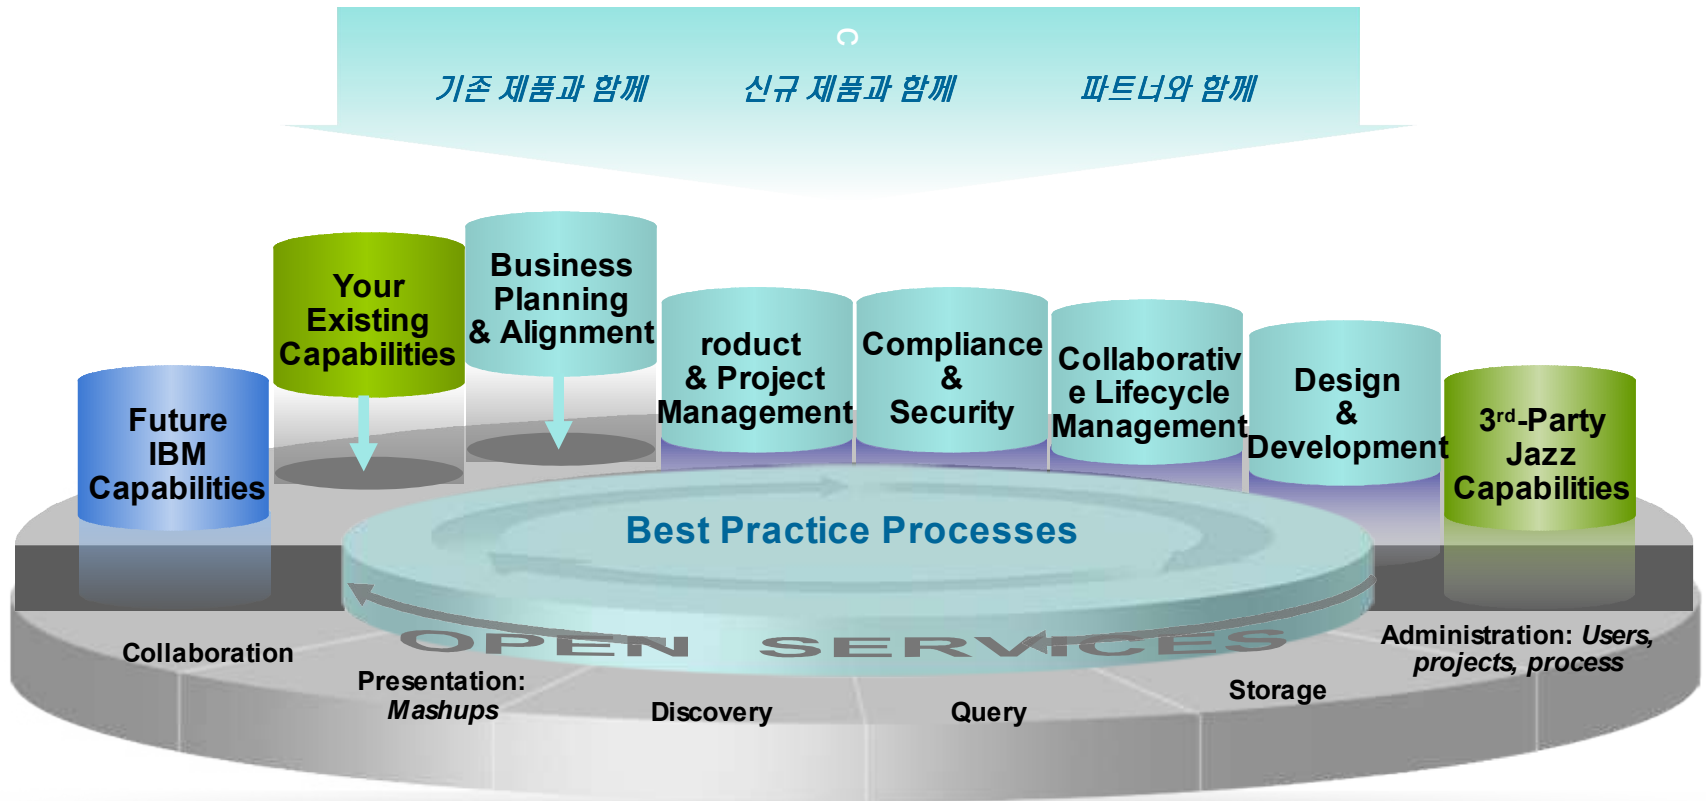 C
기존 제품과 함께
신규 제품과 함께
파트너와 함께
Future
IBM
Capabilities
Your
Existing
Capabilities
Business
Planning
& Alignment
roduct
& Project
Management
Compliance
&
Security
Collaborativ
e Lifecycle
Management
Design
&
Development
3rd-Party
Jazz
Capabilities
Best Practice Processes
OPEN SERVICES
Collaboration
Presentation:
Mashups
Discovery
Query
Storage
Administration: Users,
projects, process